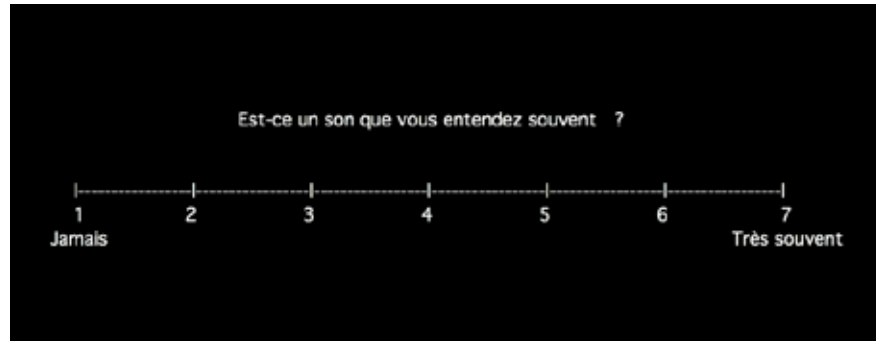 Est-ce un son que vous entendez souvent ?
1 2 3 4 5 6 7
Jamais Très souvent